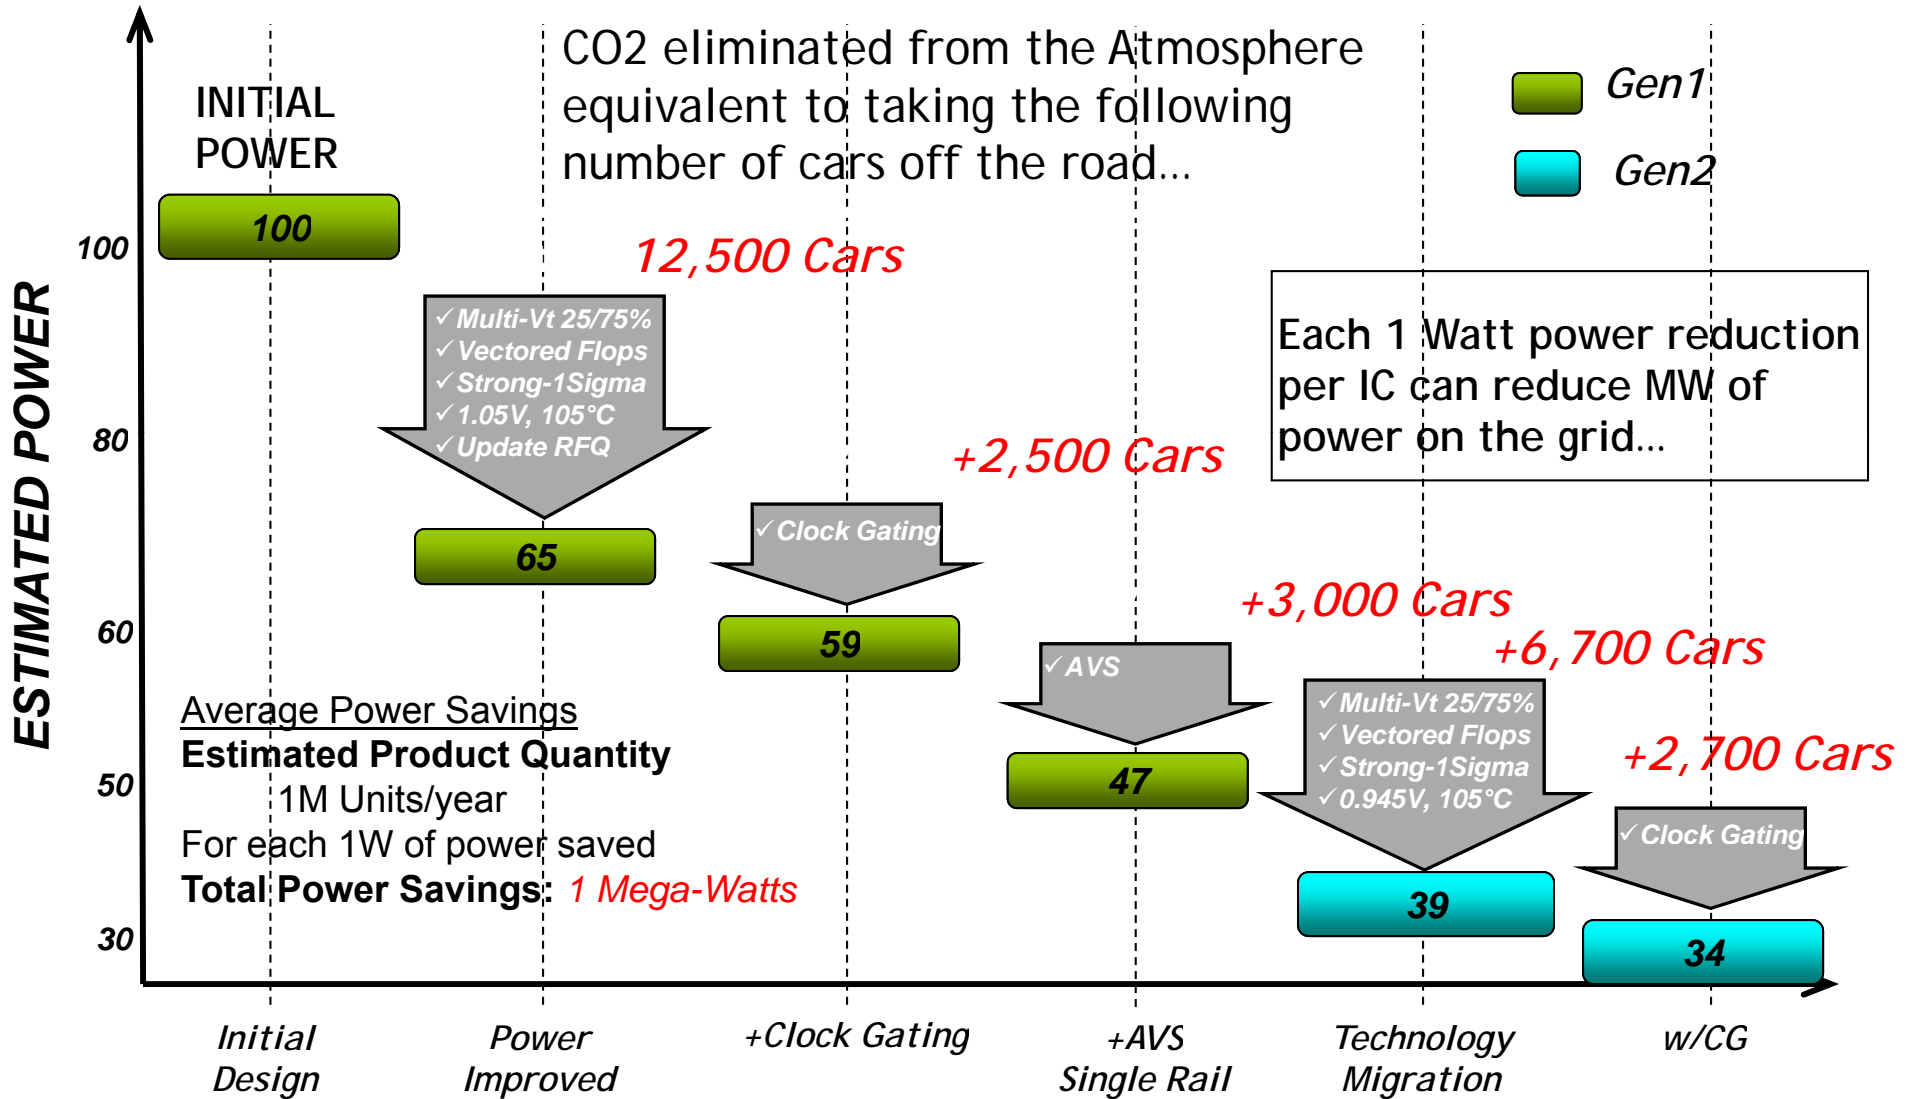 CO2 eliminated from the Atmosphere
equivalent to taking the following
number of cars off the road...
INITIAL
POWER
Gen1
Gen2
ESTIMATED POWER
100
80
60
50
30
100
12,500 Cars
✓Multi-Vt 25/75%
✓Vectored Flops
✓Strong-1Sigma
✓1.05V, 105°C
✓Update RFQ
65
+2,500 Cars
✓Clock Gating
59
Each 1 Watt power reduction
per IC can reduce MW of
power on the grid...
+3,000 Cars
✓AVS
47
+6,700 Cars
✓Multi-Vt 25/75%
✓Vectored Flops
✓Strong-1Sigma
✓0.945V, 105°C
39
+2,700 Cars
✓Clock Gating
34
Average Power Savings
Estimated Product Quantity
1M Units/year
For each 1W of power saved
Total Power Savings: 1 Mega-Watts
Initial
Design
Power
Improved
+Clock Gating
+AVS
Single Rail
Technology
Migration
w/CG